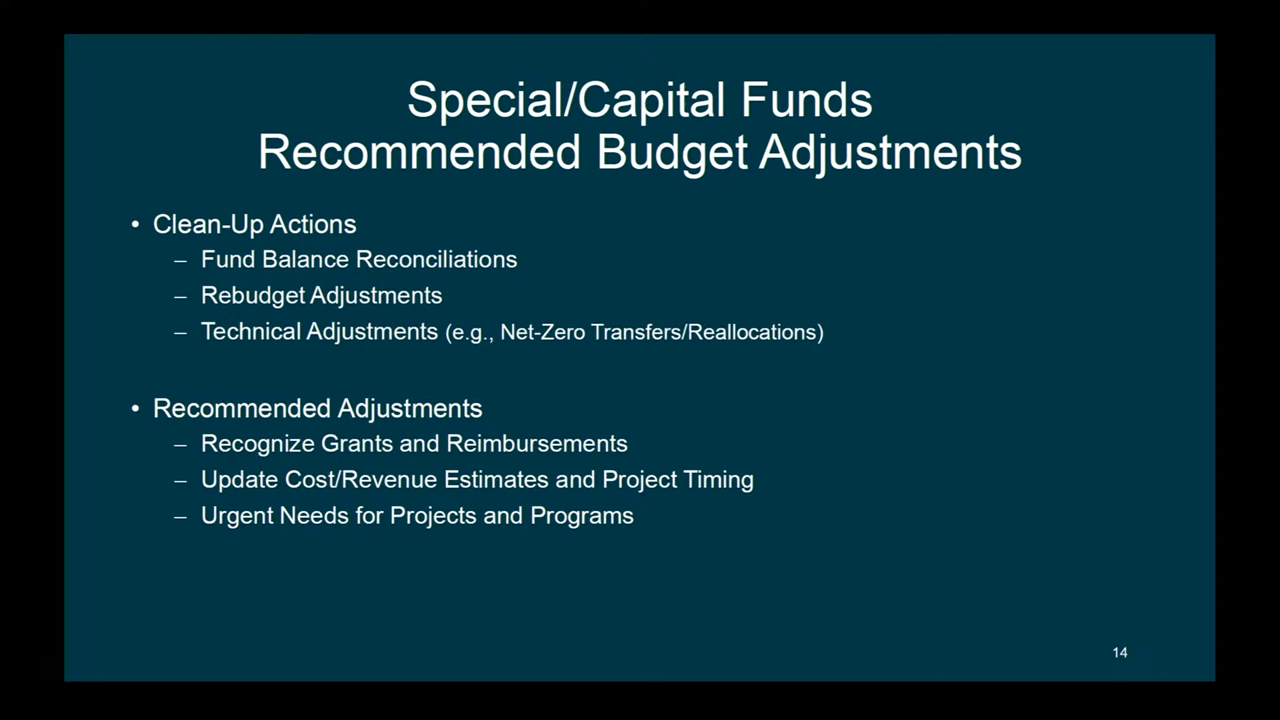 Special/Capital Funds
Recommended Budget Adjustments
• Clean-Up Actions
– Fund Balance Reconciliations
– Rebudget Adjustments
– Technical Adjustments (e.g., Net-Zero Transfers/Reallocations)
• Recommended Adjustments
– Recognize Grants and Reimbursements
– Update Cost/Revenue Estimates and Project Timing
– Urgent Needs for Projects and Programs
14